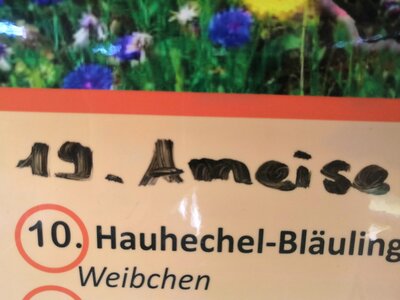 19. Ameise
10. Hauhechel-Bläuling
Weibchen